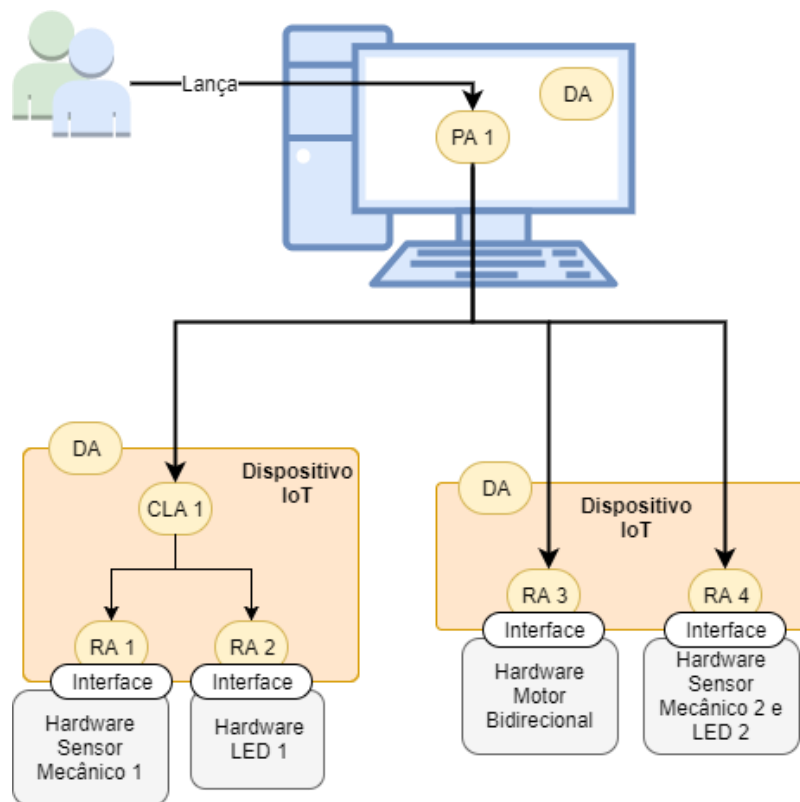 Lança
DA
PA 1
DA
Dispositivo
IoT
CLA 1
RA 1
RA 2
Interface
Interface
Hardware
Sensor
Mecânico 1
Hardware
LED 1
DA
Dispositivo
IoT
RA 3
RA 4
Interface
Interface
Hardware
Motor
Bidirecional
Hardware
Sensor
Mecânico 2 e
LED 2